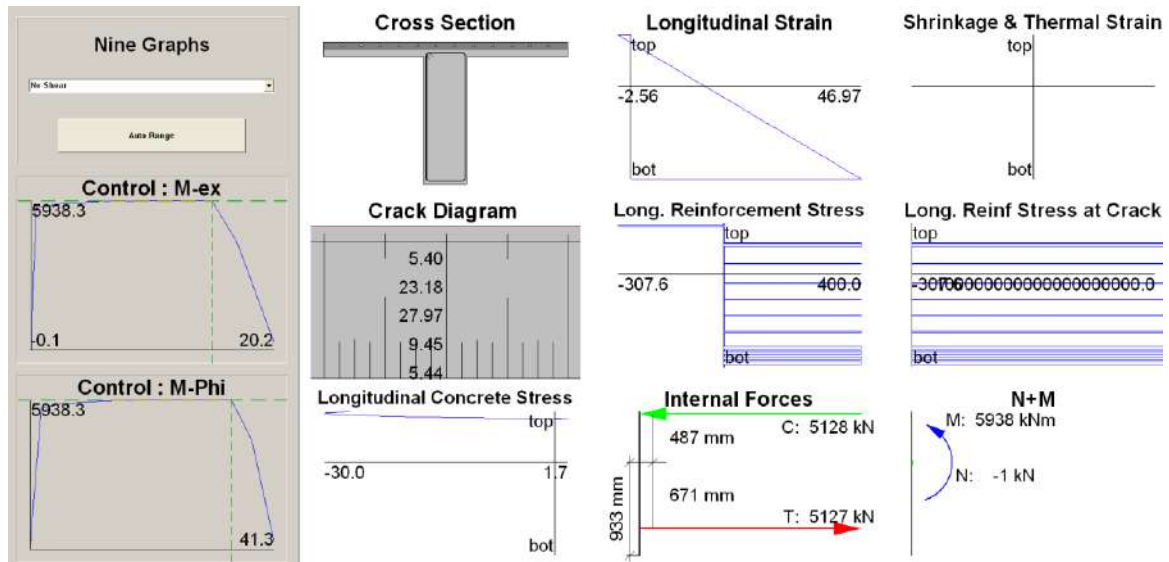 Nine Graphs
No Shear
Auto Range
Control : M-ex
5938.3
-0.1
20.2
Control : M-Phi
5938.3
41.3
Cross Section
Crack Diagram
5.40
23.18
27.97
9.45
5.44
Longitudinal Concrete Stress
top
-30.0
1.7
bot
Longitudinal Strain
top
-2.56
46.97
bot
Long. Reinforcement Stress
top
-307.6
400.0
bot
Internal Forces
C: 5128 kN
487 mm
671 mm
933 mm
T: 5127 kN
Shrinkage & Thermal Strain
top
bot
Long. Reinf Stress at Crack
top
bot
N+M
M: 5938 kNm
N: -1 kN